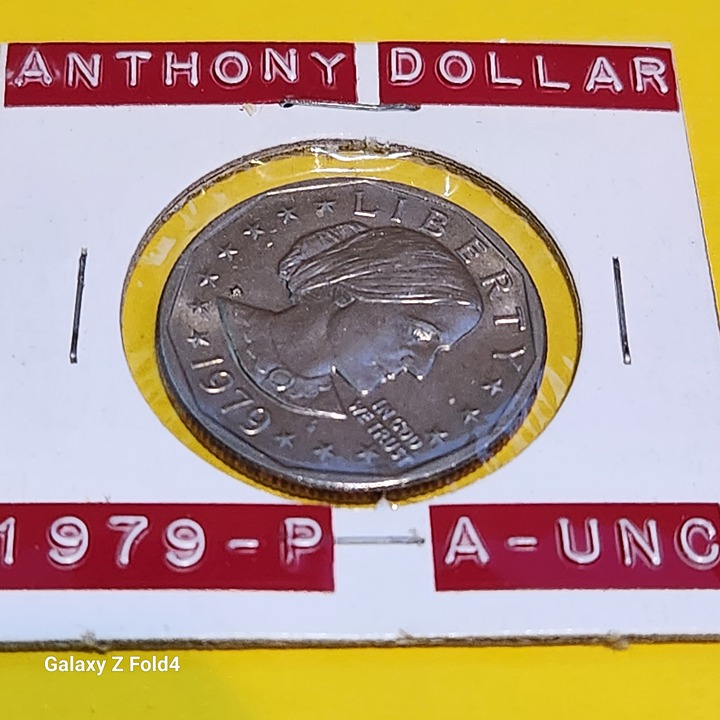 ANTHONY DOLLAR
LIBERTY
1979
IN GOD
WE TRUST
1979-P A-UNC
Galaxy Z Fold4